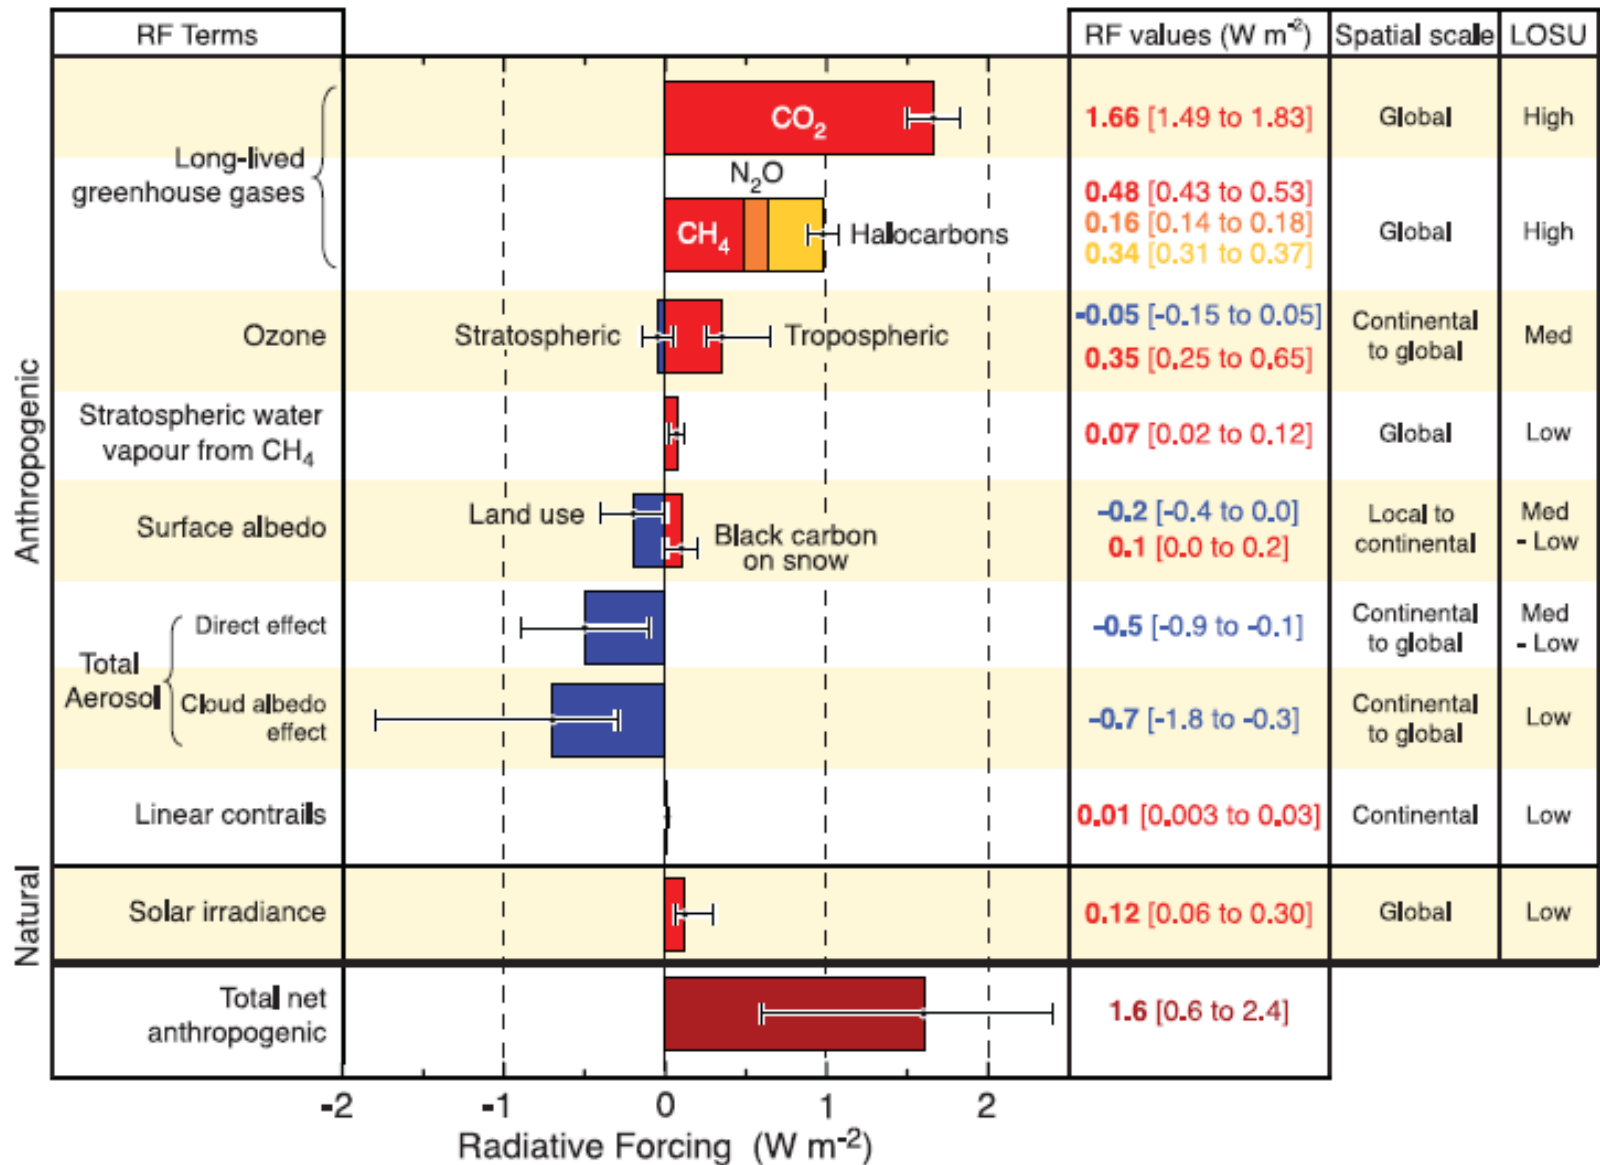 RF Terms
RF values (W m⁻²)
Spatial scale
LOSU
Anthropogenic
Long-lived
greenhouse gases
CO₂
1.66 [1.49 to 1.83]
Global
High
N₂O
CH₄
Halocarbons
0.48 [0.43 to 0.53]
0.16 [0.14 to 0.18]
0.34 [0.31 to 0.37]
Global
High
Ozone
Stratospheric
Tropospheric
-0.05 [-0.15 to 0.05]
0.35 [0.25 to 0.65]
Continental
to global
Med
Stratospheric water
vapour from CH₄
0.07 [0.02 to 0.12]
Global
Low
Surface albedo
Land use
Black carbon
on snow
-0.2 [-0.4 to 0.0]
0.1 [0.0 to 0.2]
Local to
continental
Med
- Low
Total
Aerosol
Direct effect
-0.5 [-0.9 to -0.1]
Continental
to global
Med
- Low
Cloud albedo
effect
-0.7 [-1.8 to -0.3]
Continental
to global
Low
Linear contrails
0.01 [0.003 to 0.03]
Continental
Low
Natural
Solar irradiance
0.12 [0.06 to 0.30]
Global
Low
Total net
anthropogenic
1.6 [0.6 to 2.4]
-2 -1 0 1 2
Radiative Forcing (W m⁻²)